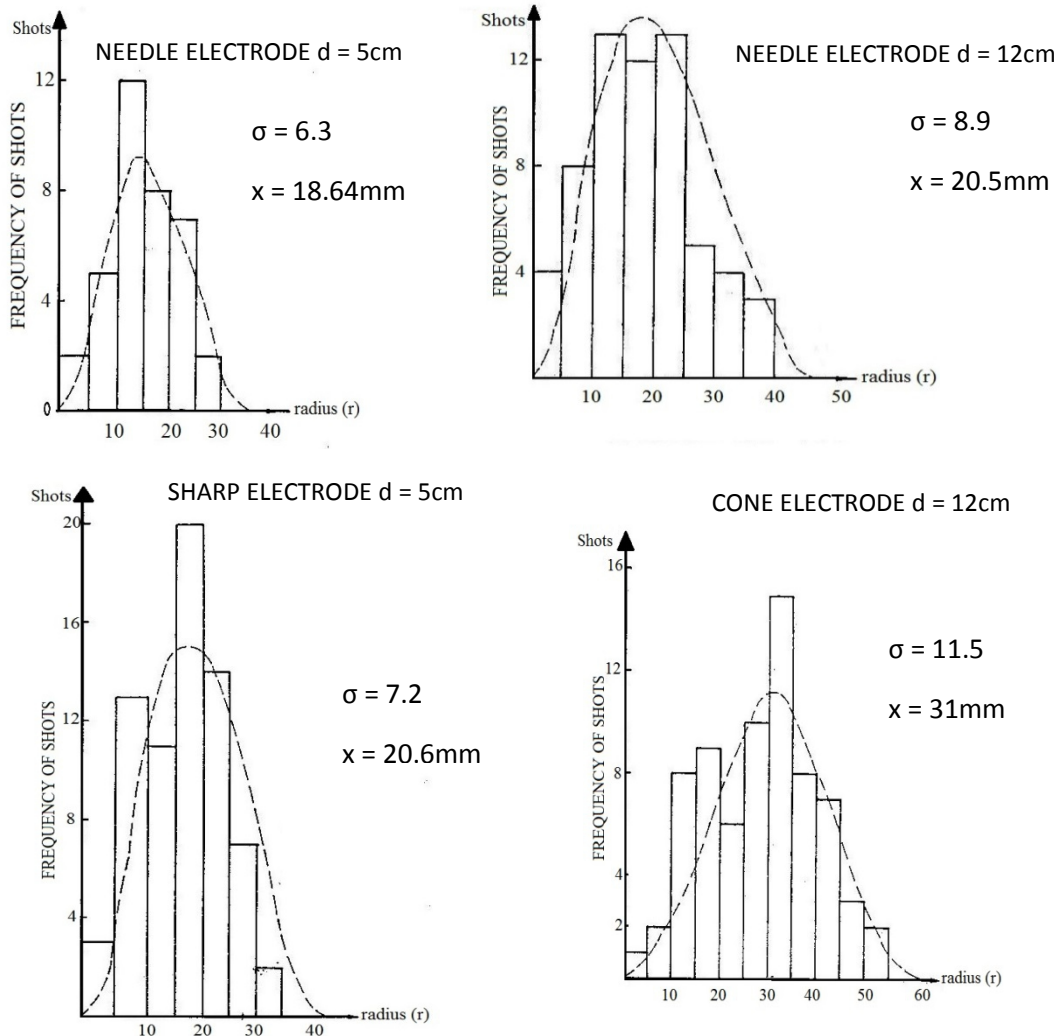 Shots
NEEDLE ELECTRODE d = 5cm
σ = 6.3
x = 18.64mm
FREQUENCY OF SHOTS
12
8
4
0
10 20 30 40
radius (r)
Shots
NEEDLE ELECTRODE d = 12cm
σ = 8.9
x = 20.5mm
FREQUENCY OF SHOTS
12
8
4
10 20 30 40 50
radius (r)
Shots
SHARP ELECTRODE d = 5cm
σ = 7.2
x = 20.6mm
FREQUENCY OF SHOTS
20
16
12
8
4
10 20 30 40
radius (r)
Shots
CONE ELECTRODE d = 12cm
σ = 11.5
x = 31mm
FREQUENCY OF SHOTS
16
12
8
4
2
10 20 30 40 50 60
radius (r)